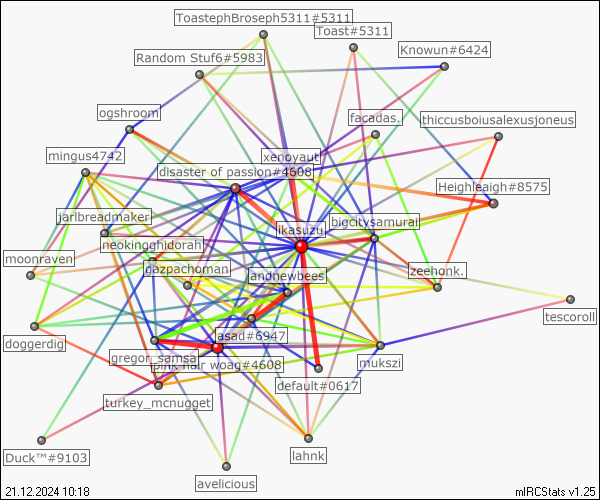 ToastephBroseph5311#5311
Toast#5311
Knowun#6424
Random Stuf6#5983
ogshroom
facadas.
thiccusboiusalexusjoneus
mingus4742
xenoyaut
disaster of passion#4608
Heighleaigh#8575
jarlbreadmaker
bigcitysamurai
ikasuzu.
neokingghidorah
moonraven
gazpachoman
andnewbees
zeehonk.
tescoroll
asad#6947
doggerdig
gregor_samsa
pink hair woag#4608
mukszi
default#0617
turkey_mcnugget
Duck™#9103
lahnk
avelicious
21.12.2024 10:18
mIRCStats v1.25